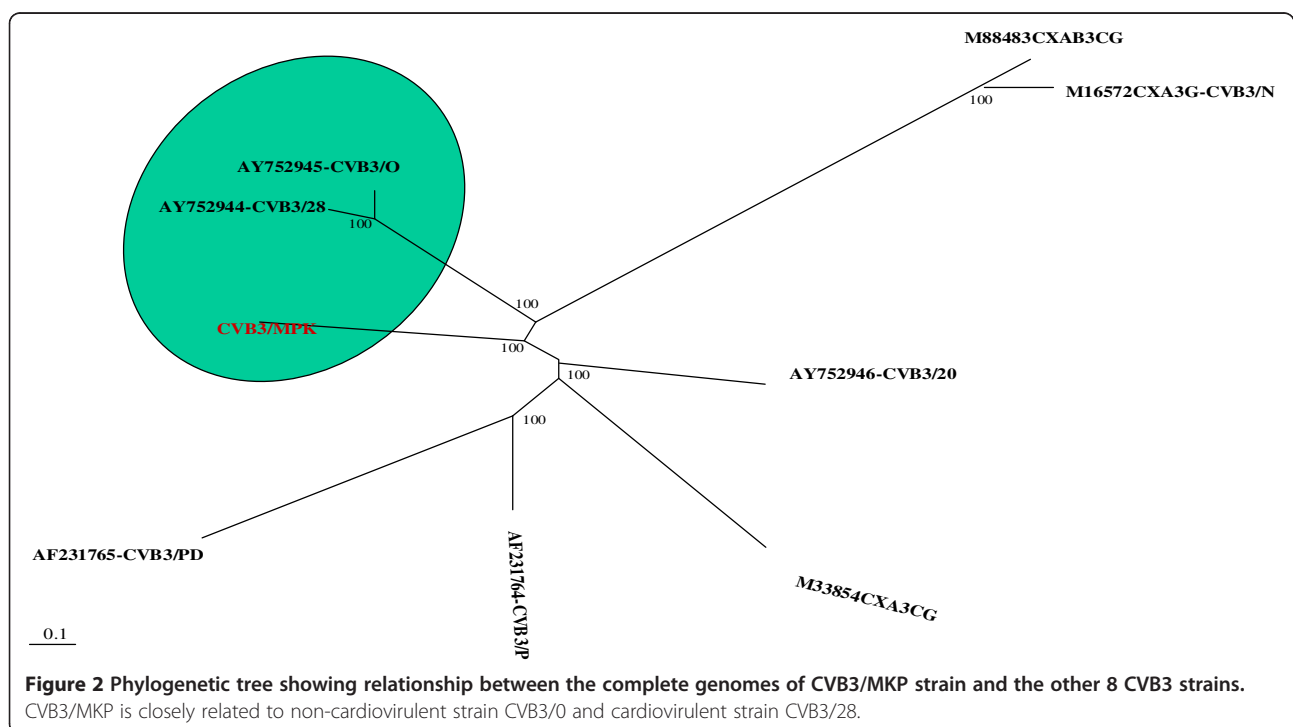 M88483CXAB3CG
M16572CXA3G-CVB3/N
100
AY752945-CVB3/O
AY752944-CVB3/28
100
100
CVB3/MPK
100
AY752946-CVB3/20
100
100
AF231765-CVB3/PD
AF231764-CVB3/P
M33854CXA3CG
0.1
Figure 2 Phylogenetic tree showing relationship between the complete genomes of CVB3/MKP strain and the other 8 CVB3 strains.
CVB3/MKP is closely related to non-cardiovirulent strain CVB3/0 and cardiovirulent strain CVB3/28.